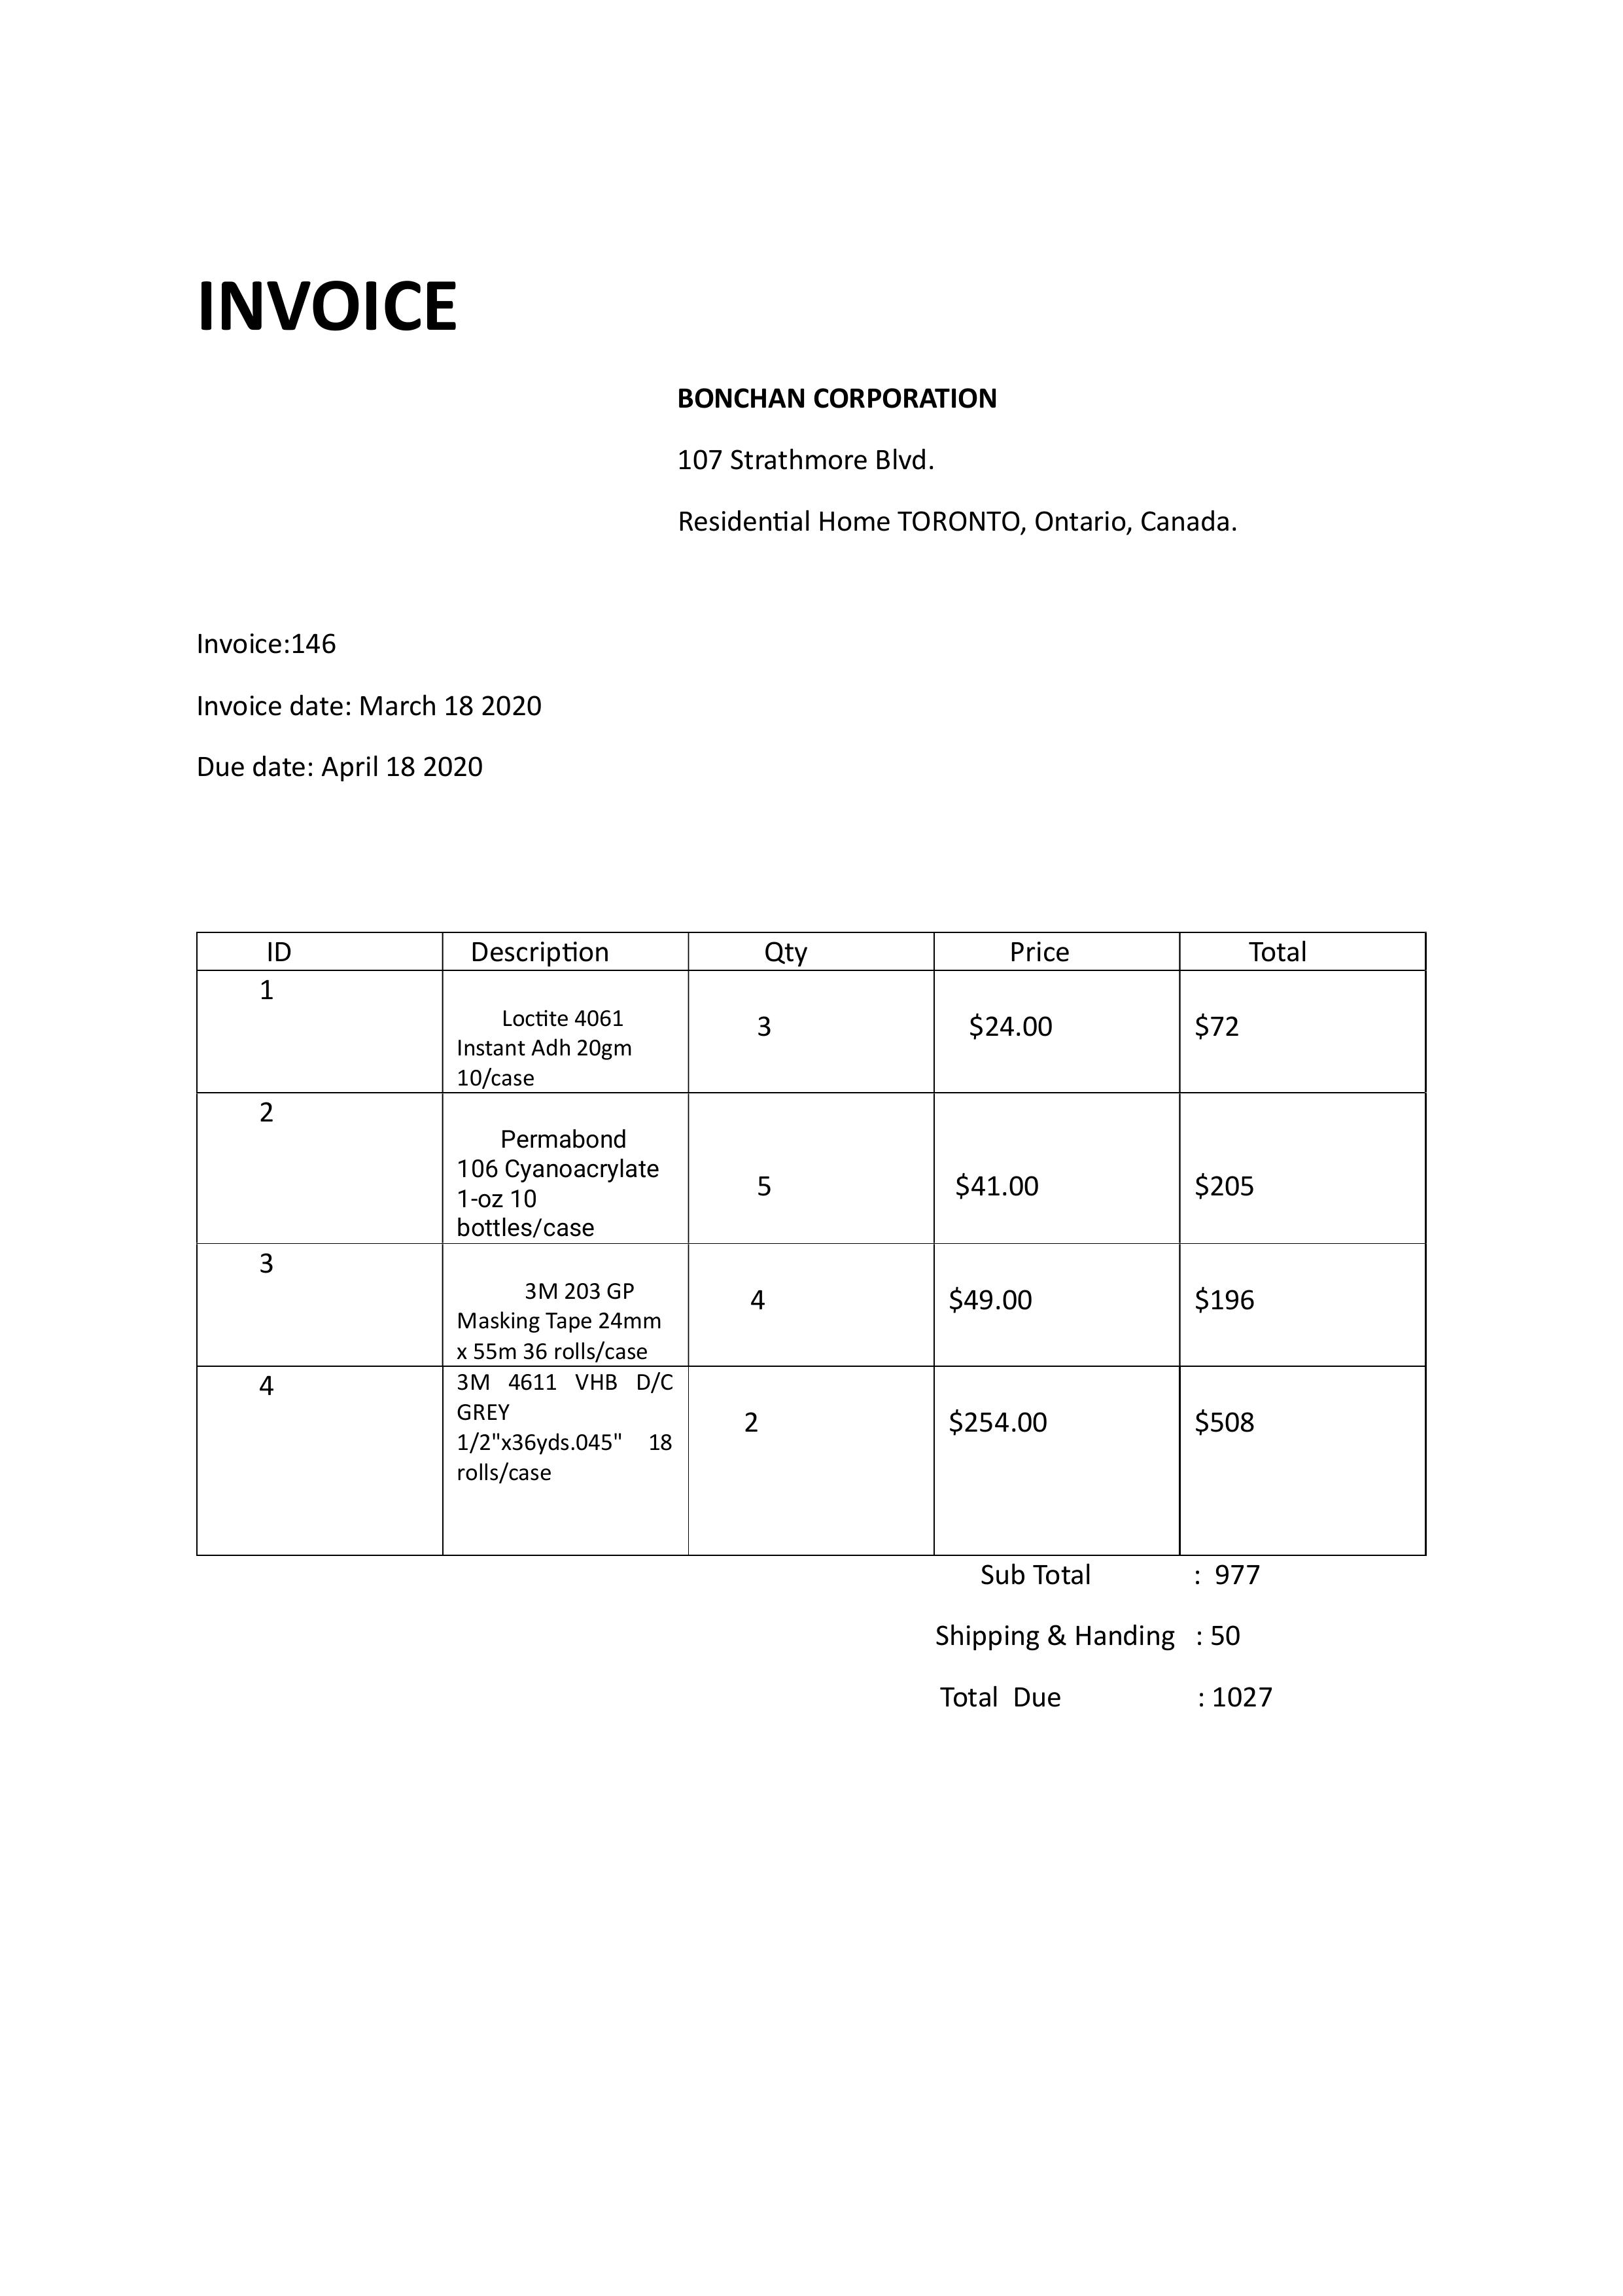 INVOICE
BONCHAN CORPORATION
107 Strathmore Blvd.
Residential Home TORONTO, Ontario, Canada.
Invoice:146
Invoice date: March 18 2020
Due date: April 18 2020
ID Description Qty Price Total
1
Loctite 4061
Instant Adh 20gm
10/case
3 $24.00 $72
2
Permabond
106 Cyanoacrylate
1-oz 10
bottles/case
5 $41.00 $205
3
3M 203 GP
Masking Tape 24mm
x 55m 36 rolls/case
4 $49.00 $196
4
3M 4611 VHB D/C
GREY
1/2"x36yds.045" 18
rolls/case
2 $254.00 $508
Sub Total : 977
Shipping & Handing : 50
Total Due : 1027